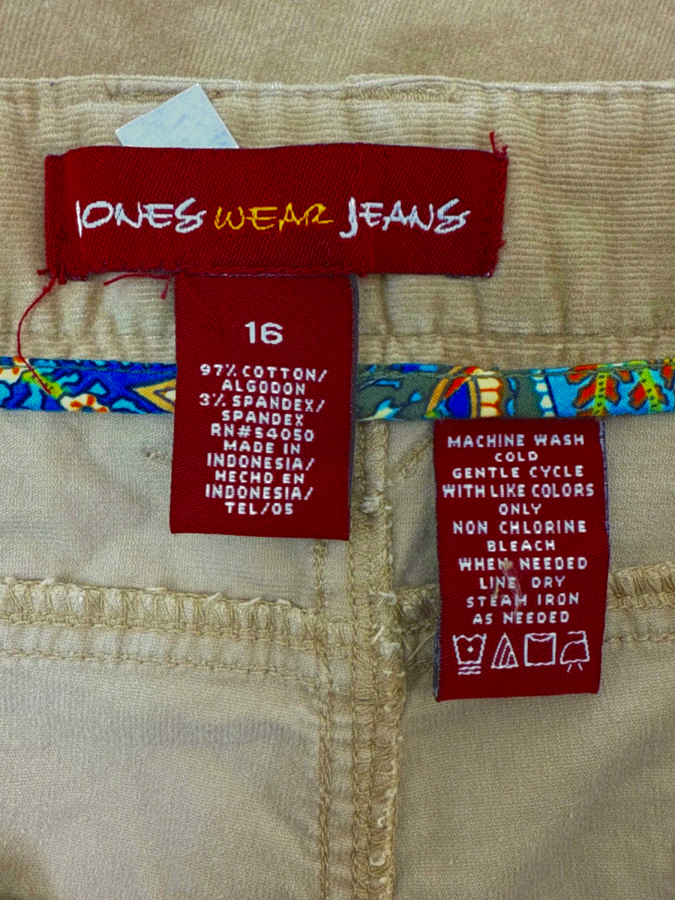 JONES WEAR JEANS
16
97% COTTON/
ALGODON
3% SPANDEX/
SPANDEX
RN#54050
MADE IN
INDONESIA/
HECHO EN
INDONESIA/
TEL/05
MACHINE WASH
COLD
GENTLE CYCLE
WITH LIKE COLORS
ONLY
NON CHLORINE
BLEACH
WHEN NEEDED
LINE DRY
STEAM IRON
AS NEEDED